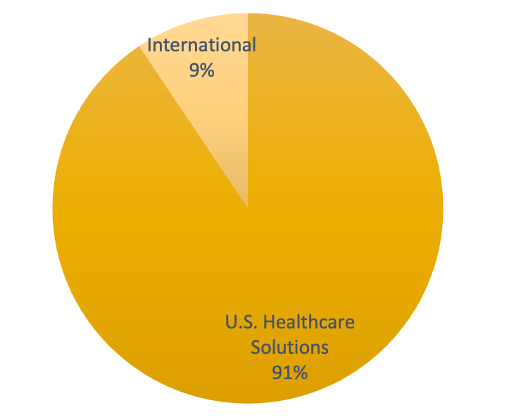 International
9%
U.S. Healthcare
Solutions
91%